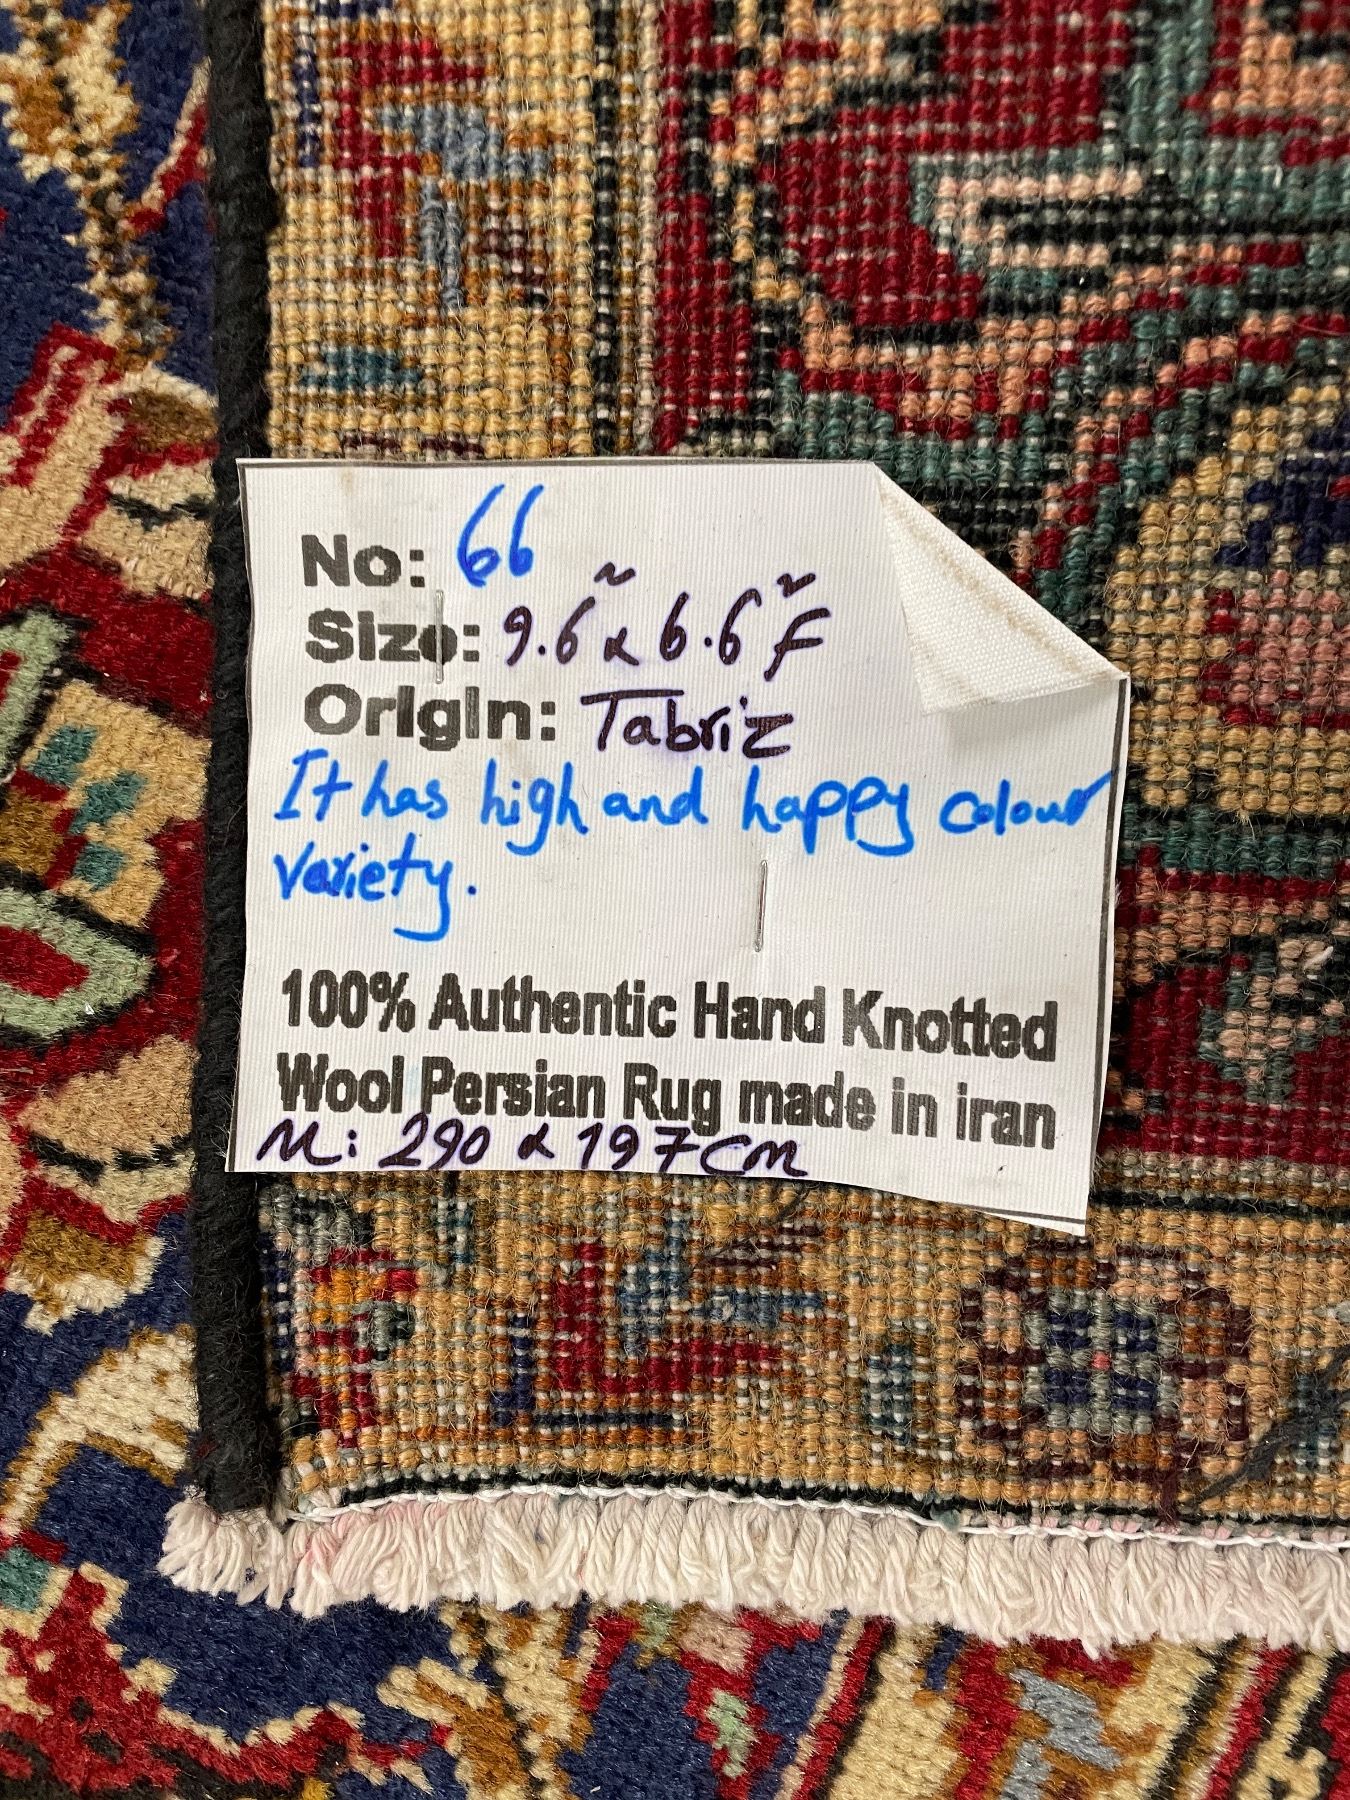 No: 66
Size: 9.6" x 6.6" F
Origin: Tabriz
It has high and happy colour
variety.
100% Authentic Hand Knotted
Wool Persian Rug made in iran
M: 290 x 197 cm